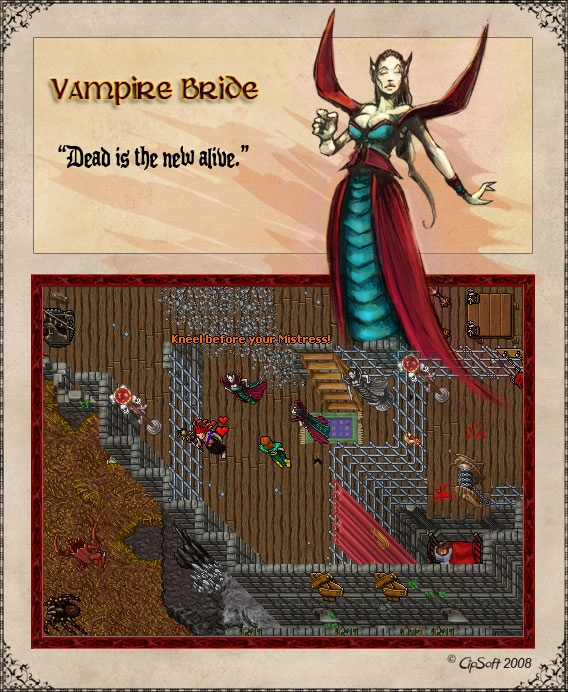 Vampire Bride
“Dead is the new alive.”
Kneel before your Mistress!
© CipSoft 2008